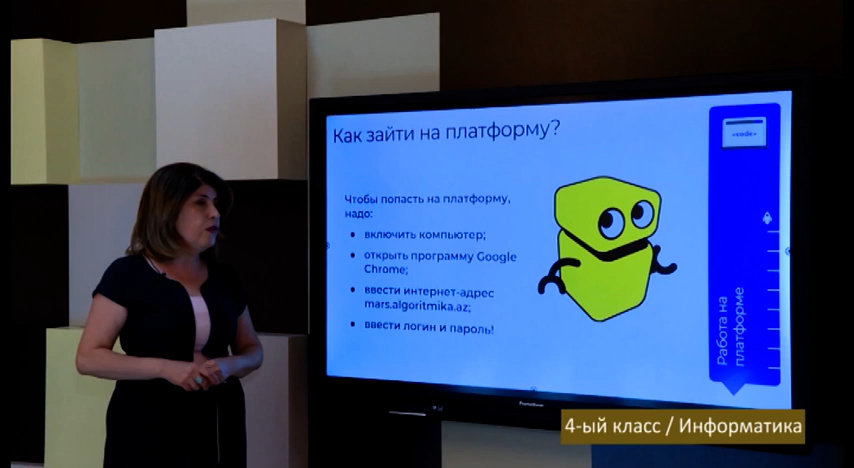 Как зайти на платформу?
Чтобы попасть на платформу,
надо:
включить компьютер;
открыть программу Google
Chrome;
ввести интернет-адрес
mars.algoritmika.az;
ввести логин и пароль!
<code>
Работа на
платформе
4-ый класс / Информатика